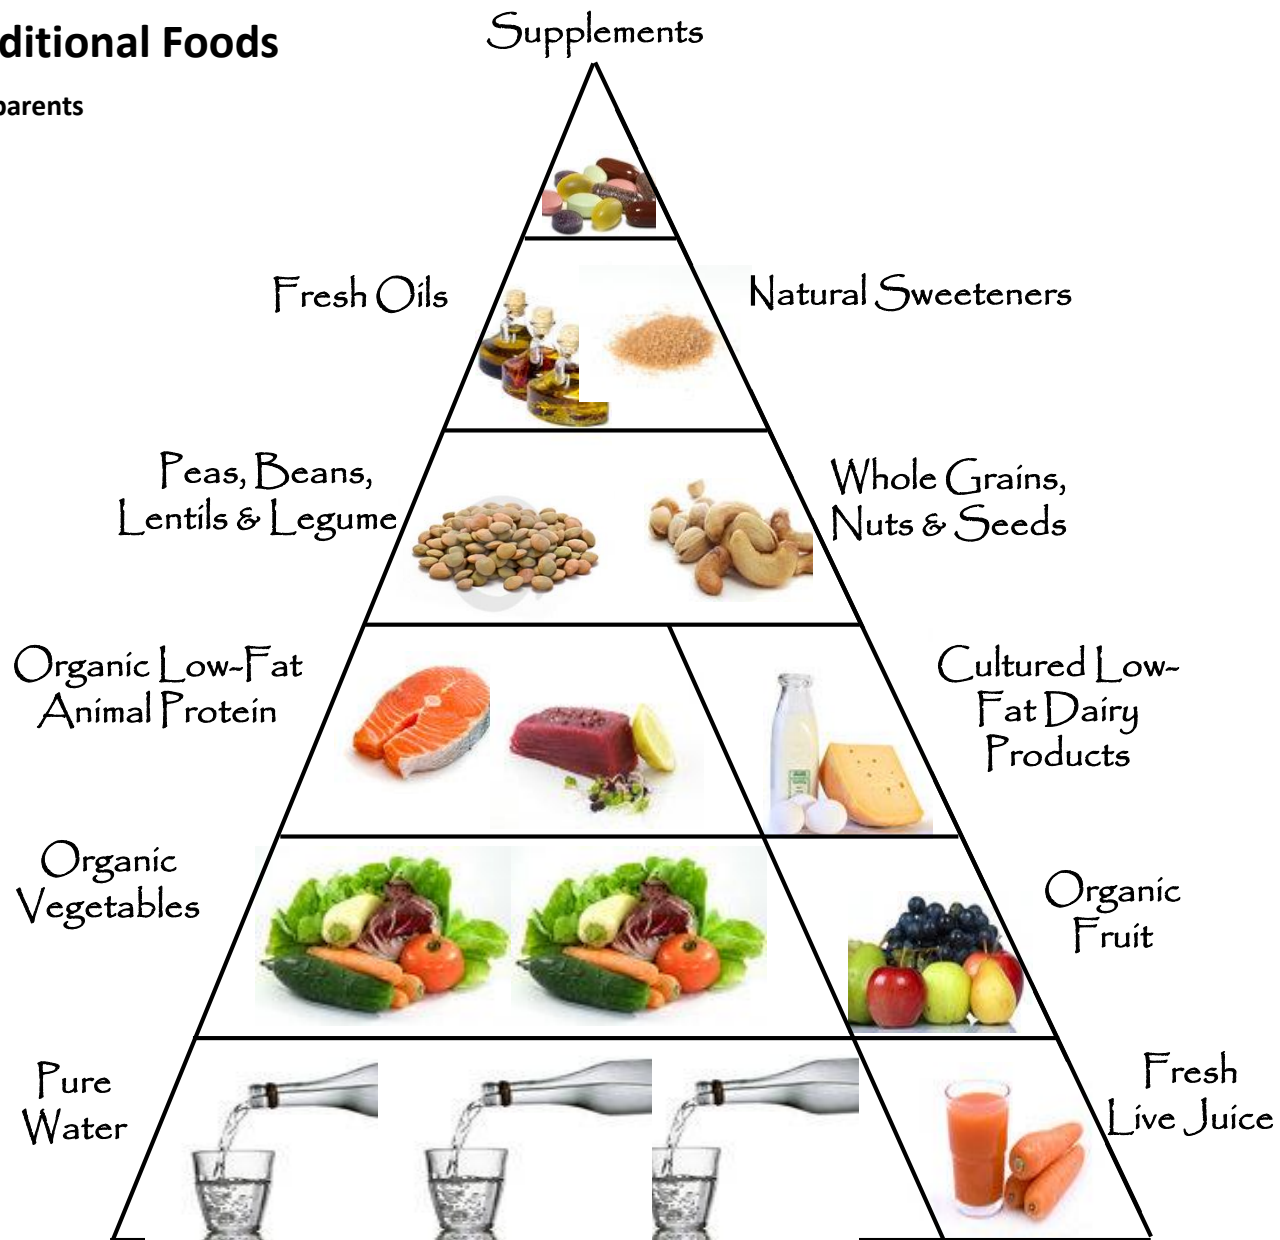 ditional Foods
parents
Supplements
Fresh Oils
Natural Sweeteners
Peas, Beans,
Lentils & Legume
Whole Grains,
Nuts & Seeds
Organic Low-Fat
Animal Protein
Cultured Low-
Fat Dairy
Products
Organic
Vegetables
Organic
Fruit
Pure
Water
Fresh
Live Juice